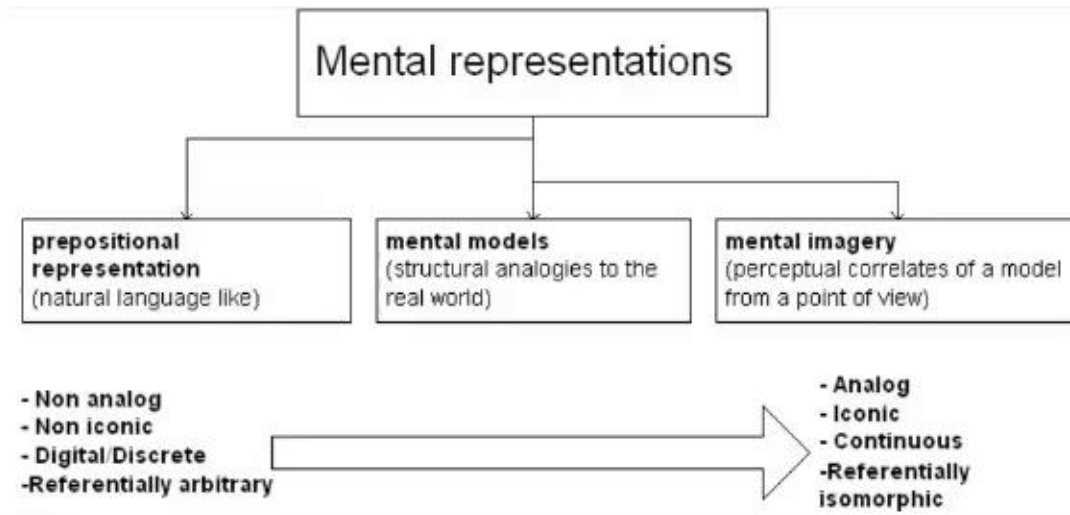 Mental representations
prepositional
representation
(natural language like)
mental models
(structural analogies to the
real world)
mental imagery
(perceptual correlates of a model
from a point of view)
- Non analog
- Non iconic
- Digital/Discrete
-Referentially arbitrary
- Analog
- Iconic
- Continuous
-Referentially
isomorphic